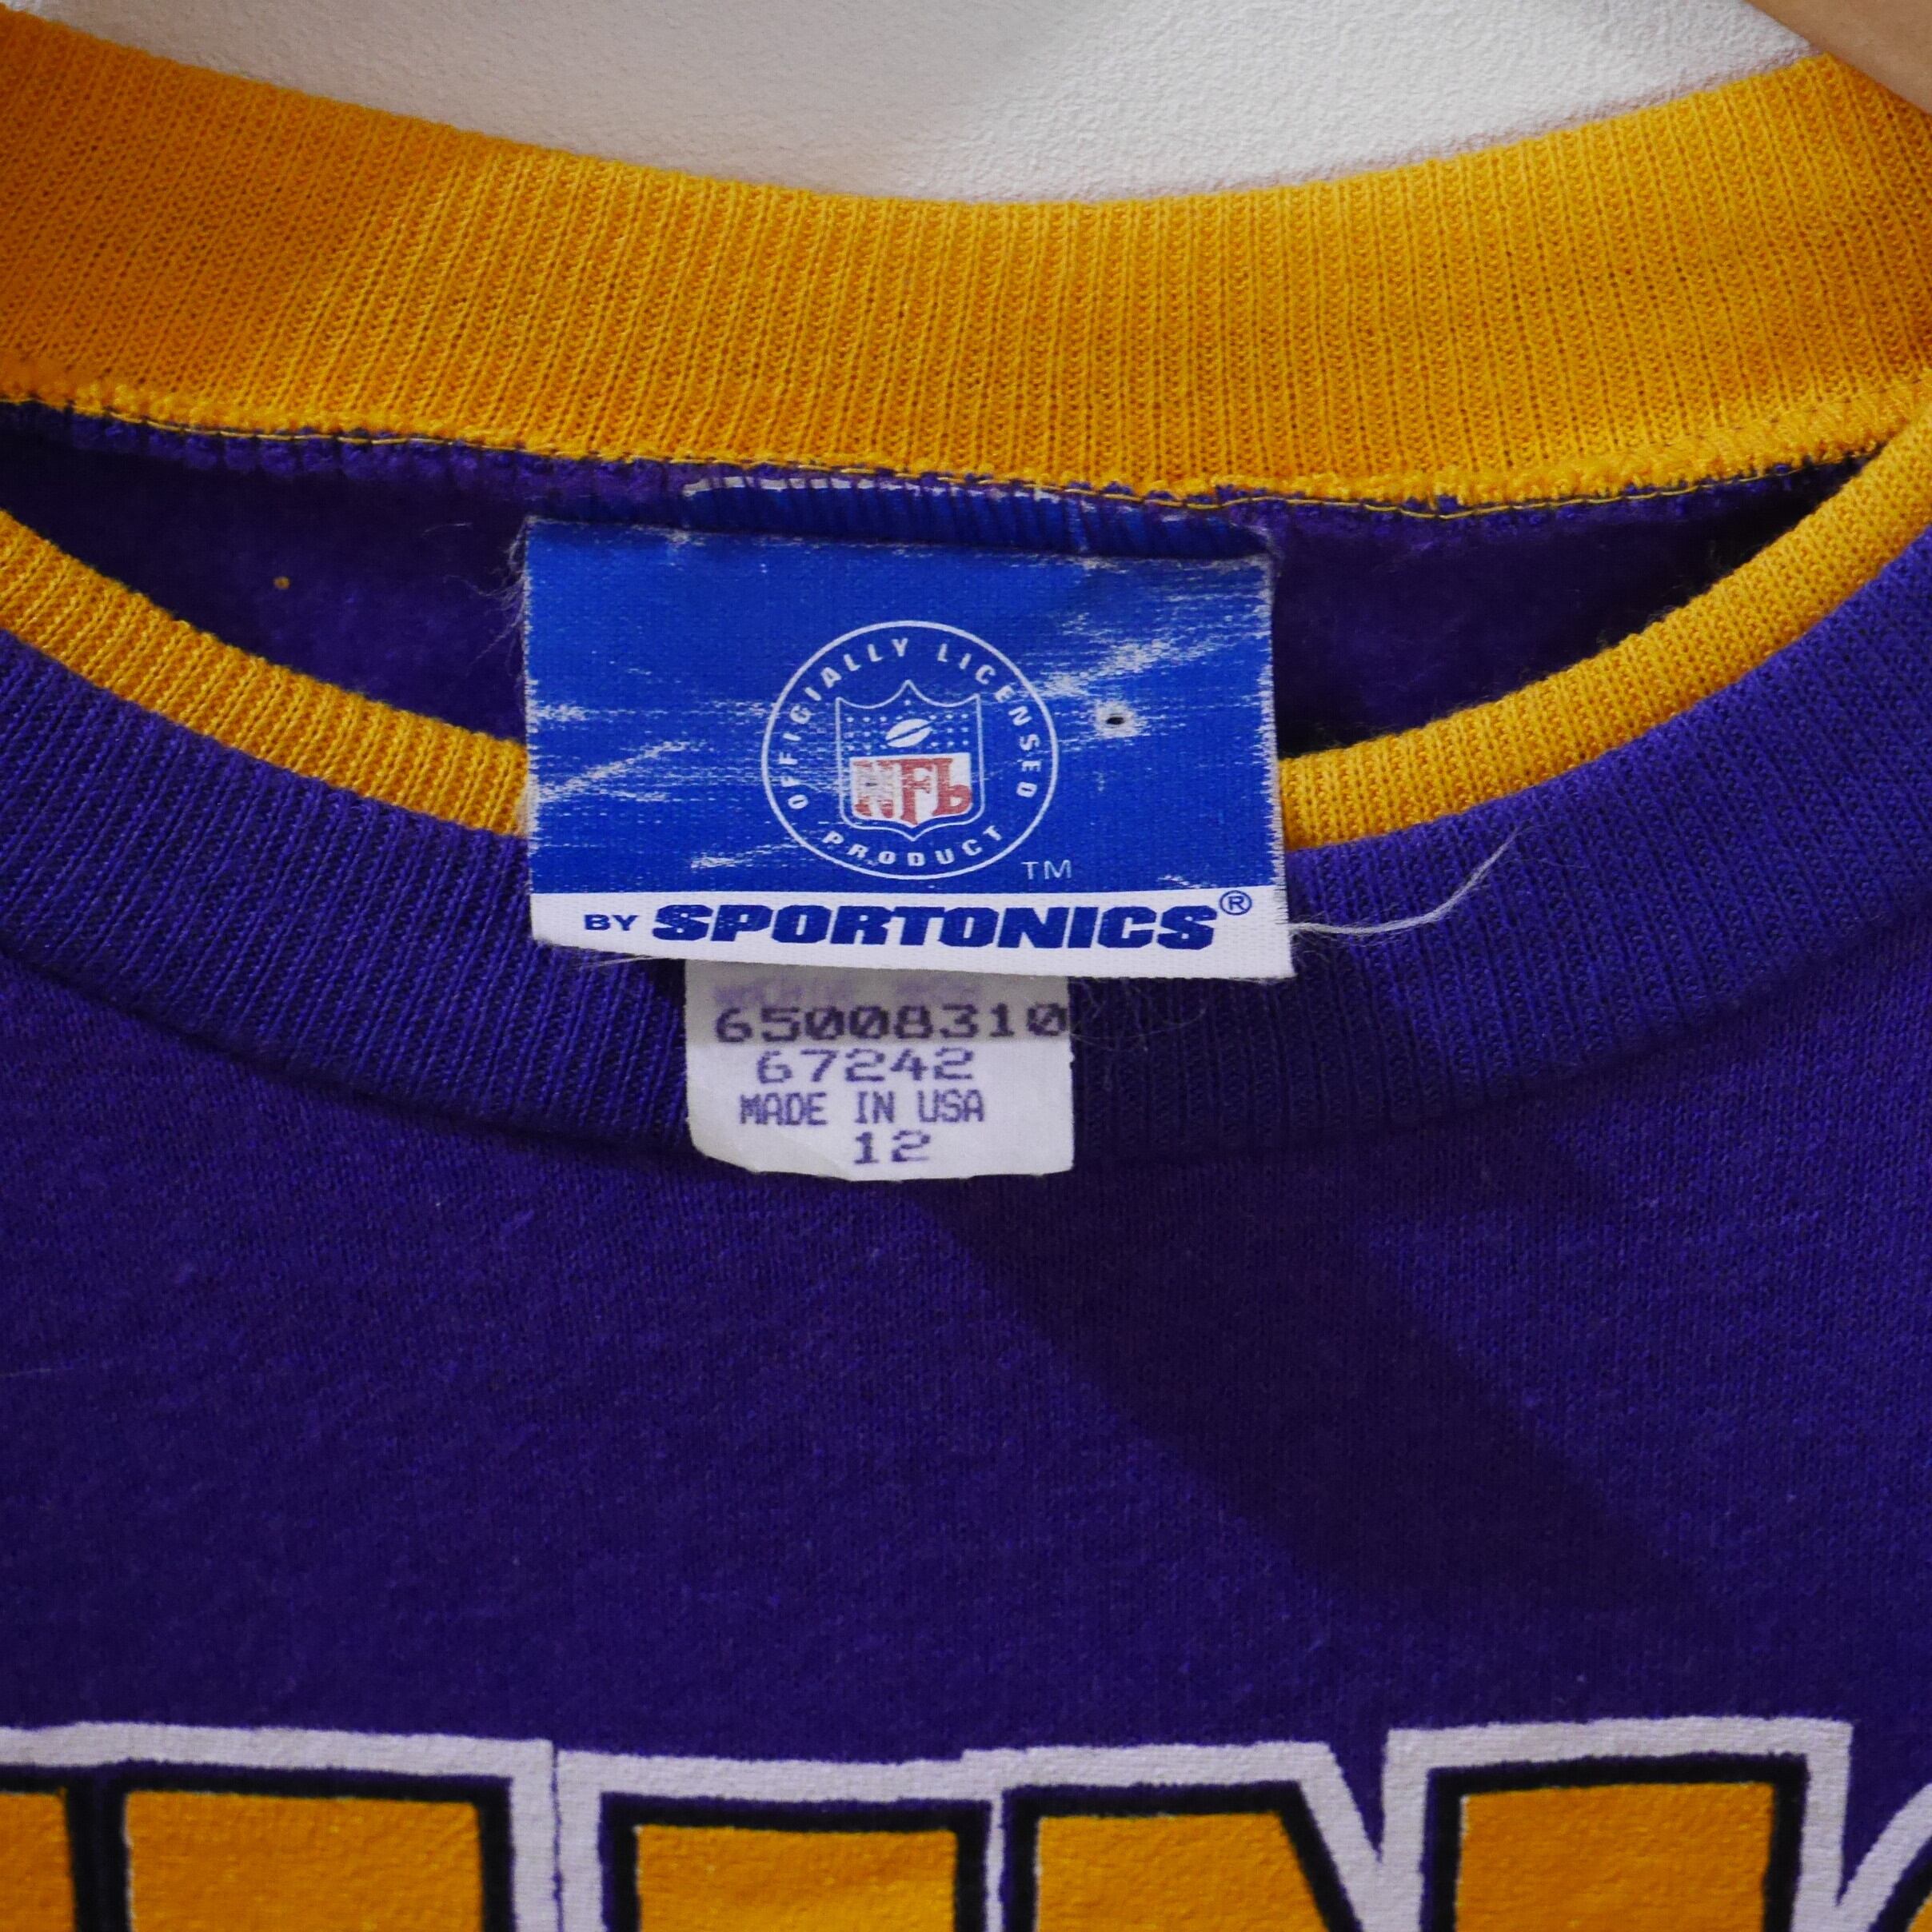 OFFICIALLY LICENSED
NFL
PRODUCT
TM
BY SPORTONICS®
65008310
67242
MADE IN USA
12